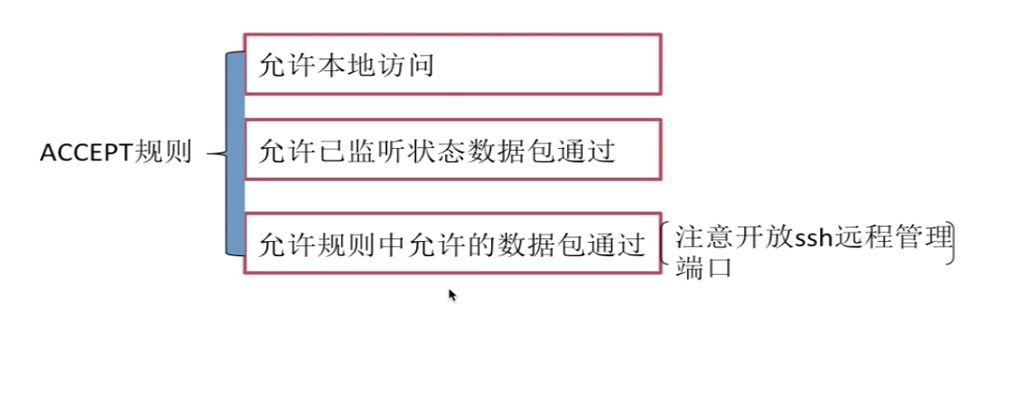 允许本地访问
ACCEPT规则
允许已监听状态数据包通过
允许规则中允许的数据包通过
注意开放ssh远程管理
端口